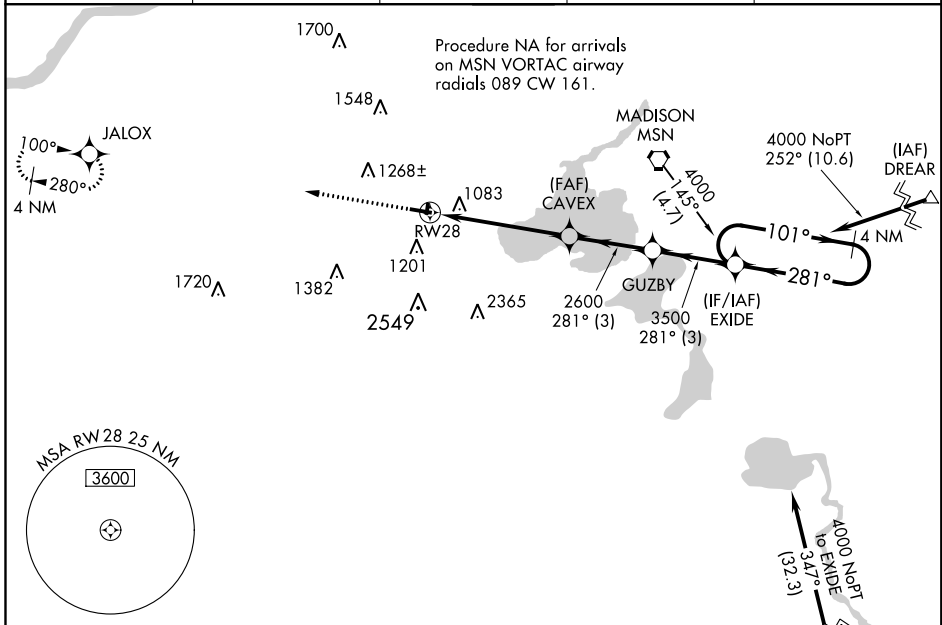 1700
Procedure NA for arrivals
on MSN VORTAC airway
radials 089 CW 161.
1548
MADISON
MSN
JALOX
100°
280°
4 NM
4000 NoPT
252° (10.6)
(IAF)
DREAR
1268±
(FAF)
CAVEX
4000
145°
(4.7)
1083
RW28
101°
4 NM
281°
1201
GUZBY
(IF/IAF)
EXIDE
1720
1382
2600
281° (3)
3500
281° (3)
2549
2365
MSA RW28 25 NM
3600
4000 NoPT
to EXIDE
347°
(32.3)